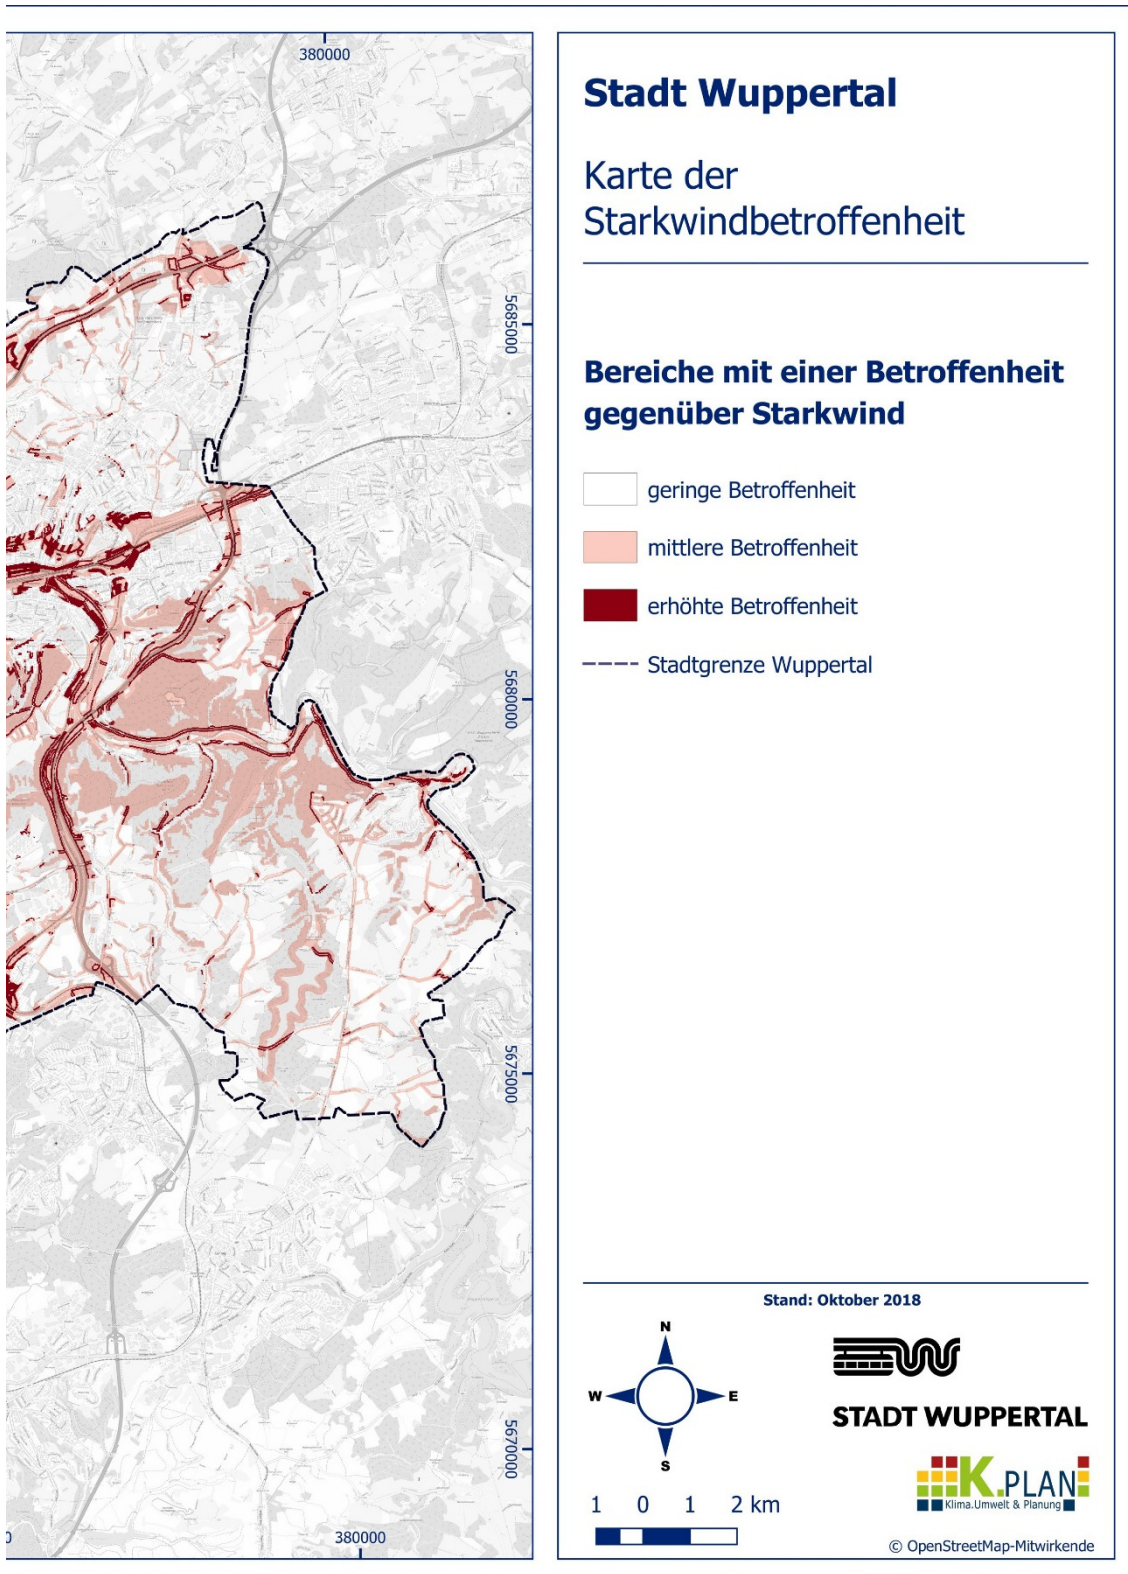 380000
5685000
5680000
5675000
5670000
0
380000
Stadt Wuppertal
Karte der
Starkwindbetroffenheit
Bereiche mit einer Betroffenheit
gegenüber Starkwind
geringe Betroffenheit
mittlere Betroffenheit
erhöhte Betroffenheit
Stadtgrenze Wuppertal
Stand: Oktober 2018
N
W
E
S
STADT WUPPERTAL
K.PLAN
Klima.Umwelt & Planung
1 0 1 2 km
© OpenStreetMap-Mitwirkende